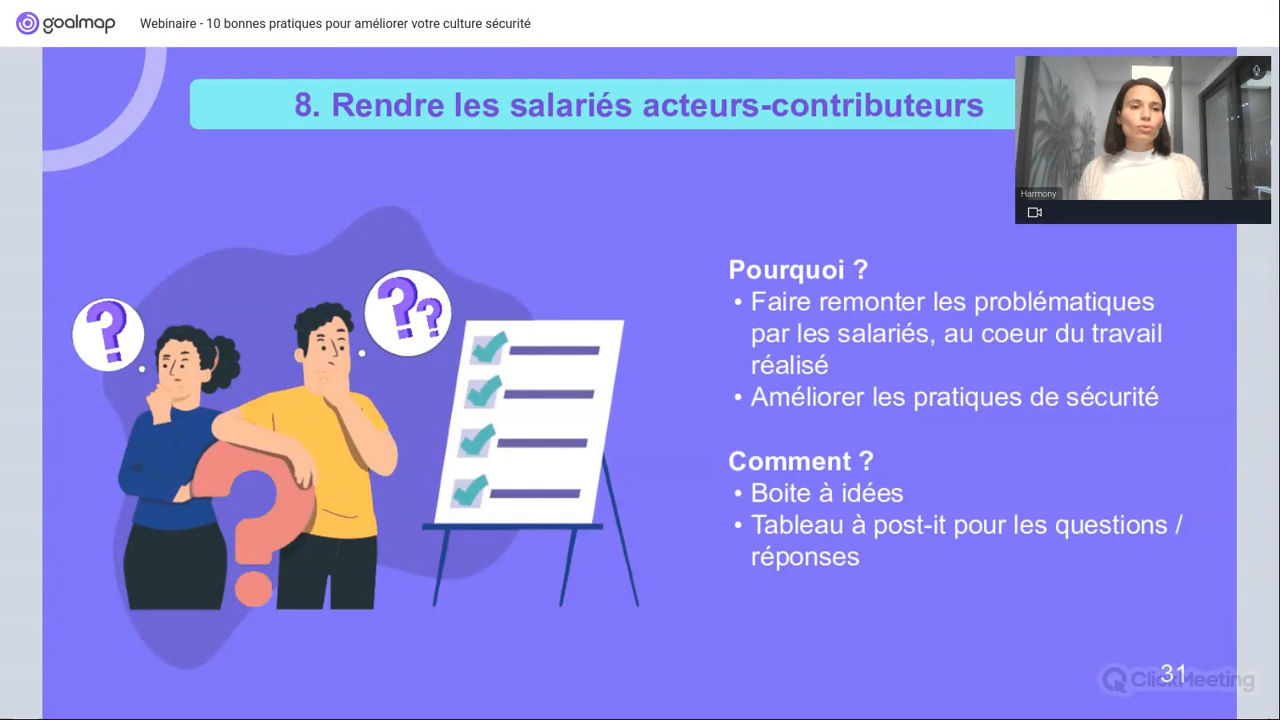 goalmap
Webinaire - 10 bonnes pratiques pour améliorer votre culture sécurité
8. Rendre les salariés acteurs-contributeurs
Harmony
Pourquoi ?
• Faire remonter les problématiques
par les salariés, au coeur du travail
réalisé
• Améliorer les pratiques de sécurité
Comment ?
• Boite à idées
• Tableau à post-it pour les questions /
réponses
? ?? ?
31
ClickMeeting